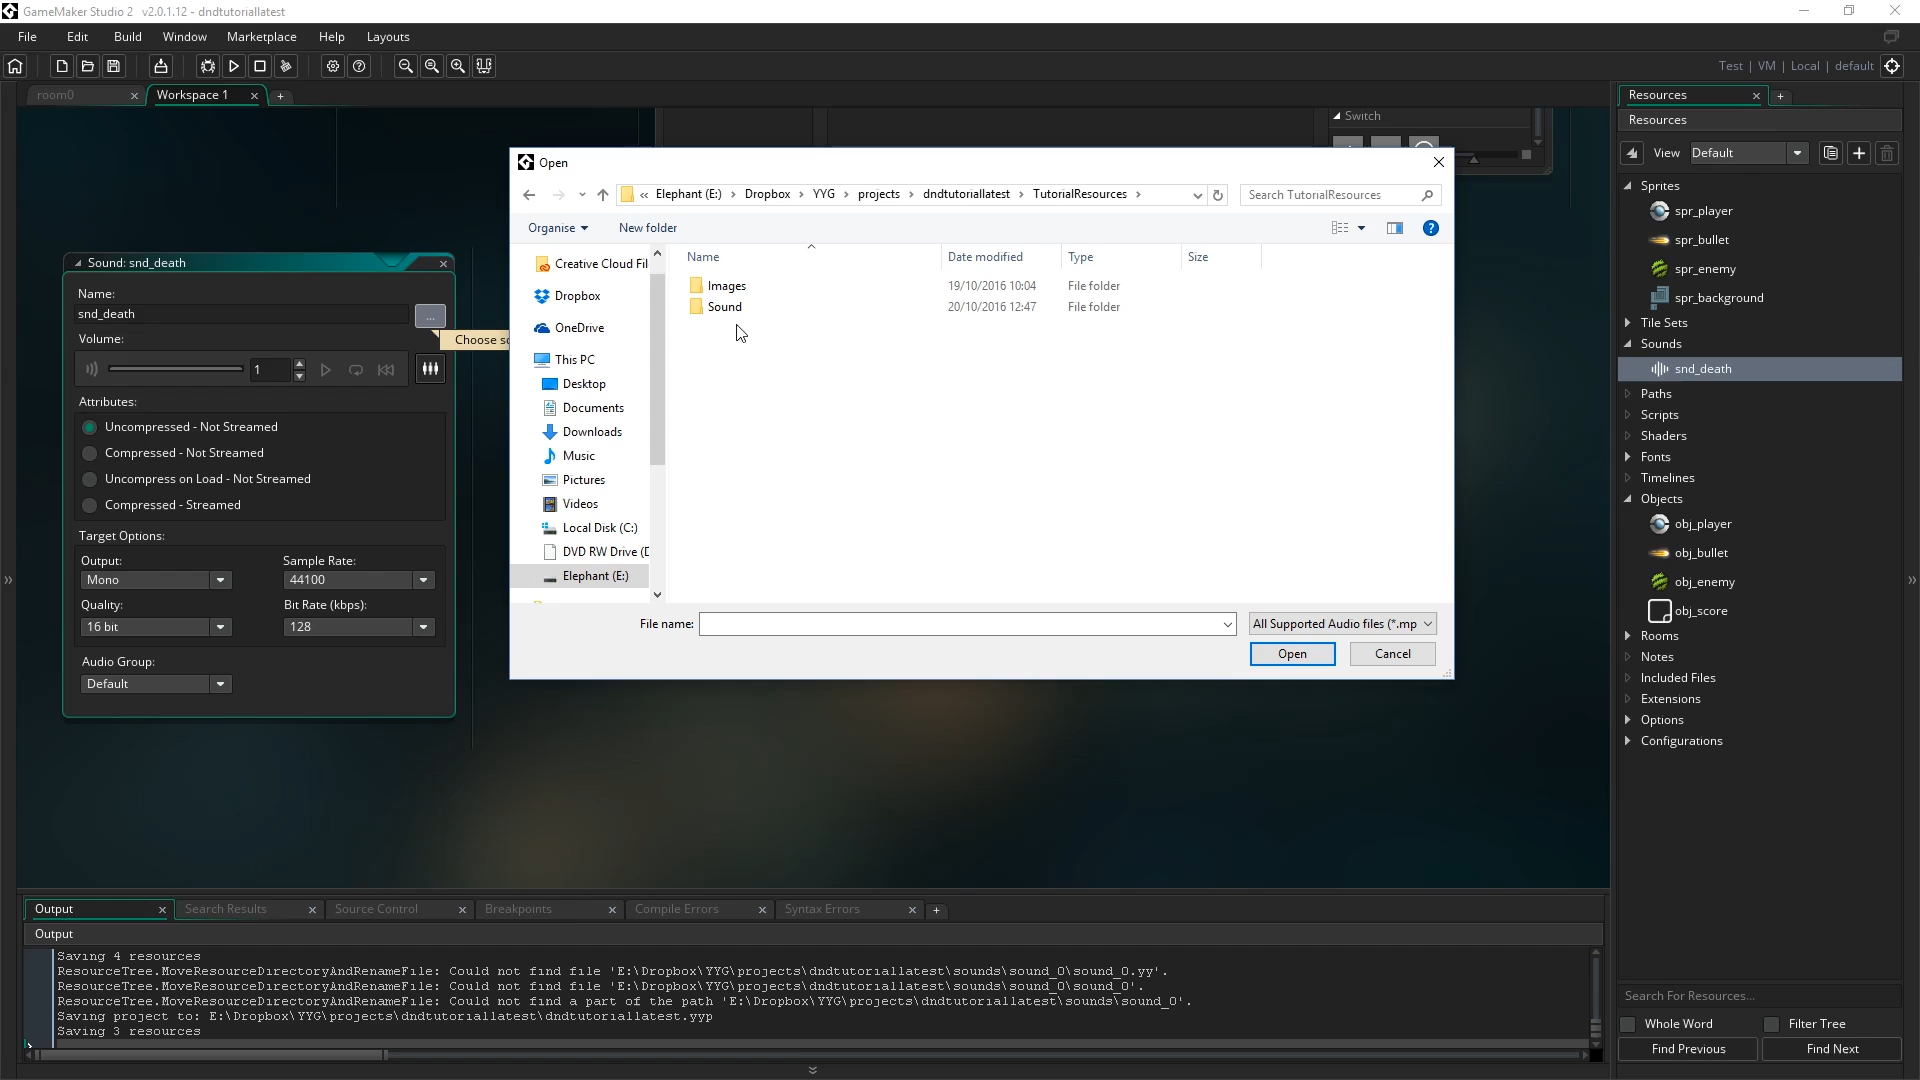 GameMaker Studio 2   v2.0.1.12 - dndtutoriallatest
File Edit Build Window Marketplace Help Layouts
Test | VM | Local | default
room0
Workspace 1
Switch
Sound: snd_death
Name:
snd_death
...
Choose so
Volume:
1
Attributes:
Uncompressed - Not Streamed
Compressed - Not Streamed
Uncompress on Load - Not Streamed
Compressed - Streamed
Target Options:
Output: Sample Rate:
Mono 44100
Quality: Bit Rate (kbps):
16 bit 128
Audio Group:
Default
Open
« Elephant (E:) > Dropbox > YYG > projects > dndtutoriallatest > TutorialResources >
Search TutorialResources
Organise New folder
Creative Cloud Fil
Dropbox
OneDrive
This PC
Desktop
Documents
Downloads
Music
Pictures
Videos
Local Disk (C:)
DVD RW Drive (D
Elephant (E:)
Name Date modified Type Size
Images 19/10/2016 10:04 File folder
Sound 20/10/2016 12:47 File folder
File name:
All Supported Audio files (*.mp
Open Cancel
Resources
Resources
View Default
Sprites
spr_player
spr_bullet
spr_enemy
spr_background
Tile Sets
Sounds
snd_death
Paths
Scripts
Shaders
Fonts
Timelines
Objects
obj_player
obj_bullet
obj_enemy
obj_score
Rooms
Notes
Included Files
Extensions
Options
Configurations
Search For Resources...
Whole Word Filter Tree
Find Previous Find Next
Output Search Results Source Control Breakpoints Compile Errors Syntax Errors
Output
Saving 4 resources
ResourceTree.MoveResourceDirectoryAndRenameFile: Could not find file 'E:\Dropbox\YYG\projects\dndtutoriallatest\sounds\sound_0\sound_0.yy'.
ResourceTree.MoveResourceDirectoryAndRenameFile: Could not find file 'E:\Dropbox\YYG\projects\dndtutoriallatest\sounds\sound_0\sound_0'.
ResourceTree.MoveResourceDirectoryAndRenameFile: Could not find a part of the path 'E:\Dropbox\YYG\projects\dndtutoriallatest\sounds\sound_0'.
Saving project to: E:\Dropbox\YYG\projects\dndtutoriallatest\dndtutoriallatest.yyp
Saving 3 resources